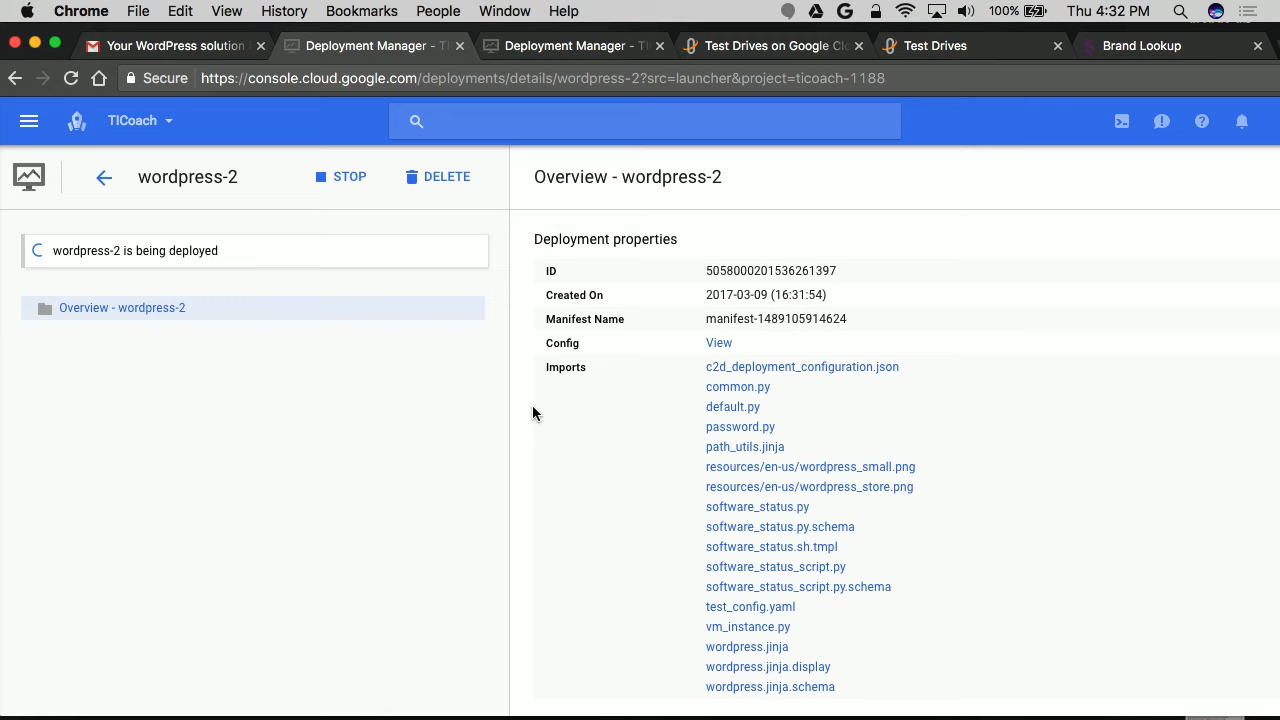 Chrome File Edit View History Bookmarks People Window Help 100% Thu 4:32 PM
Your WordPress solution Deployment Manager - TI Deployment Manager - TI Test Drives on Google Clo Test Drives Brand Lookup
Secure https://console.cloud.google.com/deployments/details/wordpress-2?src=launcher&project=ticoach-1188
TICoach
wordpress-2 STOP DELETE Overview - wordpress-2
wordpress-2 is being deployed
Overview - wordpress-2
Deployment properties
ID 5058000201536261397
Created On 2017-03-09 (16:31:54)
Manifest Name manifest-1489105914624
Config View
Imports c2d_deployment_configuration.json
common.py
default.py
password.py
path_utils.jinja
resources/en-us/wordpress_small.png
resources/en-us/wordpress_store.png
software_status.py
software_status.py.schema
software_status.sh.tmpl
software_status_script.py
software_status_script.py.schema
test_config.yaml
vm_instance.py
wordpress.jinja
wordpress.jinja.display
wordpress.jinja.schema